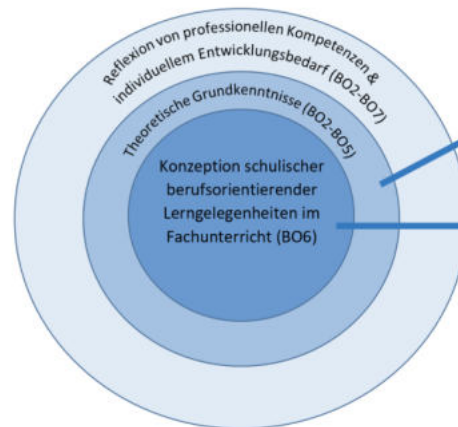 Reflexion von professionellen Kompetenzen &
individuellem Entwicklungsbedarf (BO2-BO7)
Theoretische Grundkenntnisse (BO2-BO5)
Konzeption schulischer
berufsorientierender
Lerngelegenheiten im
Fachunterricht (BO6)